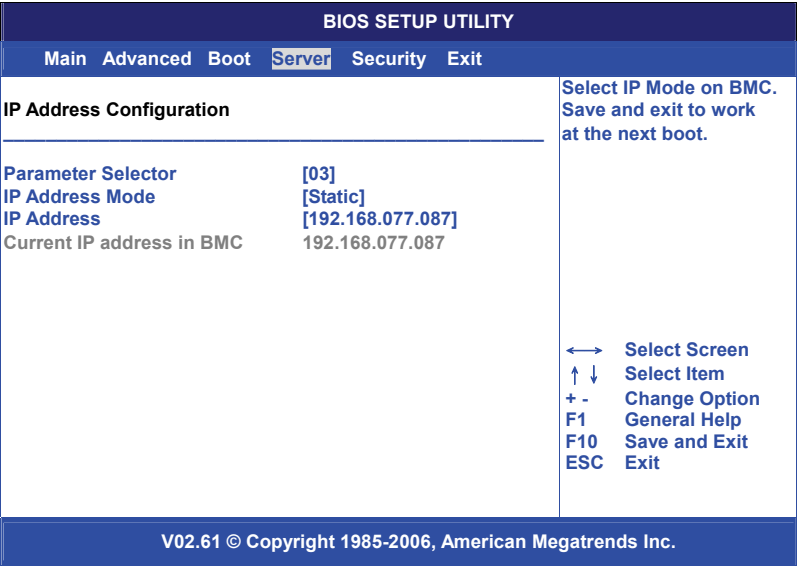 BIOS SETUP UTILITY
Main Advanced Boot Server Security Exit
IP Address Configuration
Parameter Selector [03]
IP Address Mode [Static]
IP Address [192.168.077.087]
Current IP address in BMC 192.168.077.087
Select IP Mode on BMC.
Save and exit to work
at the next boot.
←→ Select Screen
↑ ↓ Select Item
+ - Change Option
F1 General Help
F10 Save and Exit
ESC Exit
V02.61 © Copyright 1985-2006, American Megatrends Inc.